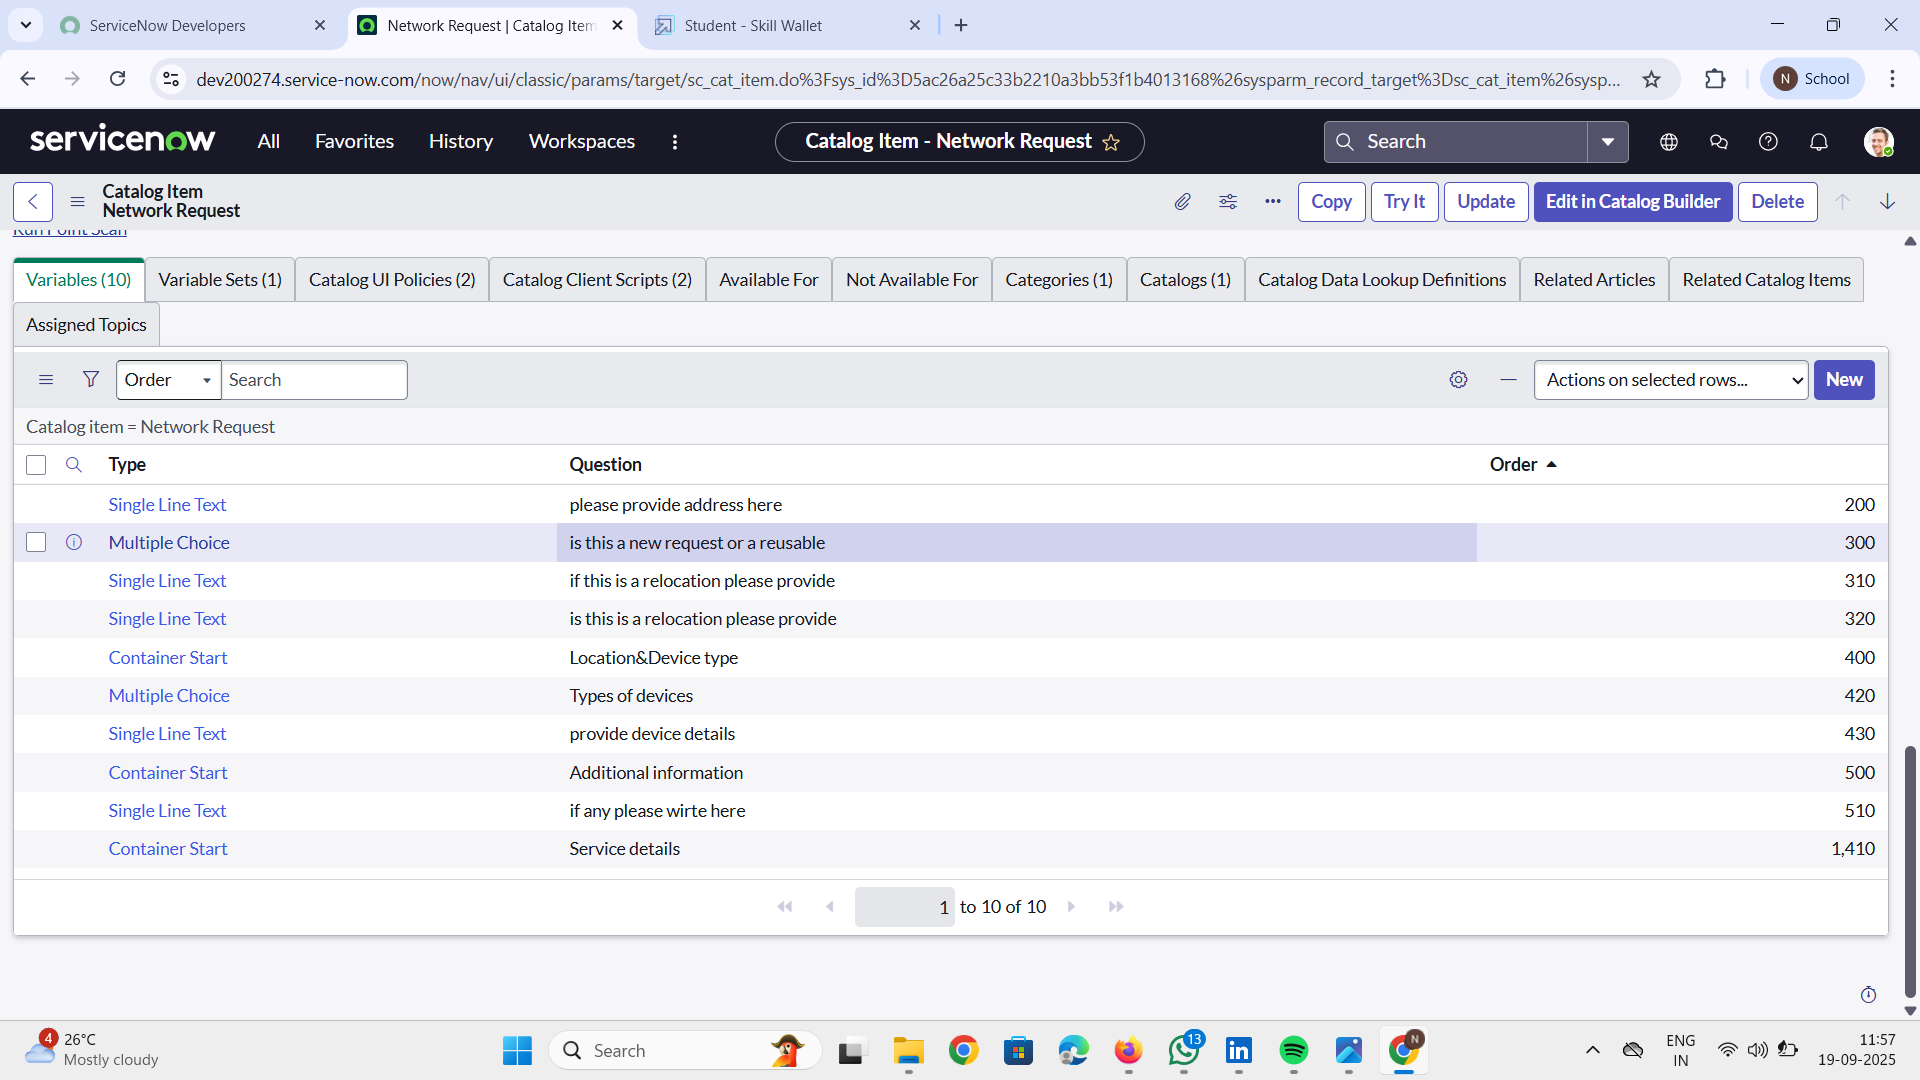 ServiceNow Developers
Network Request | Catalog Item
Student - Skill Wallet
dev200274.service-now.com/now/nav/ui/classic/params/target/sc_cat_item.do%3Fsys_id%3D5ac26a25c33b2210a3bb53f1b4013168%26sysparm_record_target%3Dsc_cat_item%26sysp...
N School
servicenow
All Favorites History Workspaces
Catalog Item - Network Request
Search
Catalog Item
Network Request
Copy Try It Update Edit in Catalog Builder Delete
Run Point Scan
Variables (10) Variable Sets (1) Catalog UI Policies (2) Catalog Client Scripts (2) Available For Not Available For Categories (1) Catalogs (1) Catalog Data Lookup Definitions Related Articles Related Catalog Items
Assigned Topics
Order Search Actions on selected rows... New
Catalog item = Network Request
Type Question Order
Single Line Text please provide address here 200
Multiple Choice is this a new request or a reusable 300
Single Line Text if this is a relocation please provide 310
Single Line Text is this is a relocation please provide 320
Container Start Location&Device type 400
Multiple Choice Types of devices 420
Single Line Text provide device details 430
Container Start Additional information 500
Single Line Text if any please wirte here 510
Container Start Service details 1,410
1 to 10 of 10
4 26°C
Mostly cloudy
Search
13
N
ENG
IN
11:57
19-09-2025